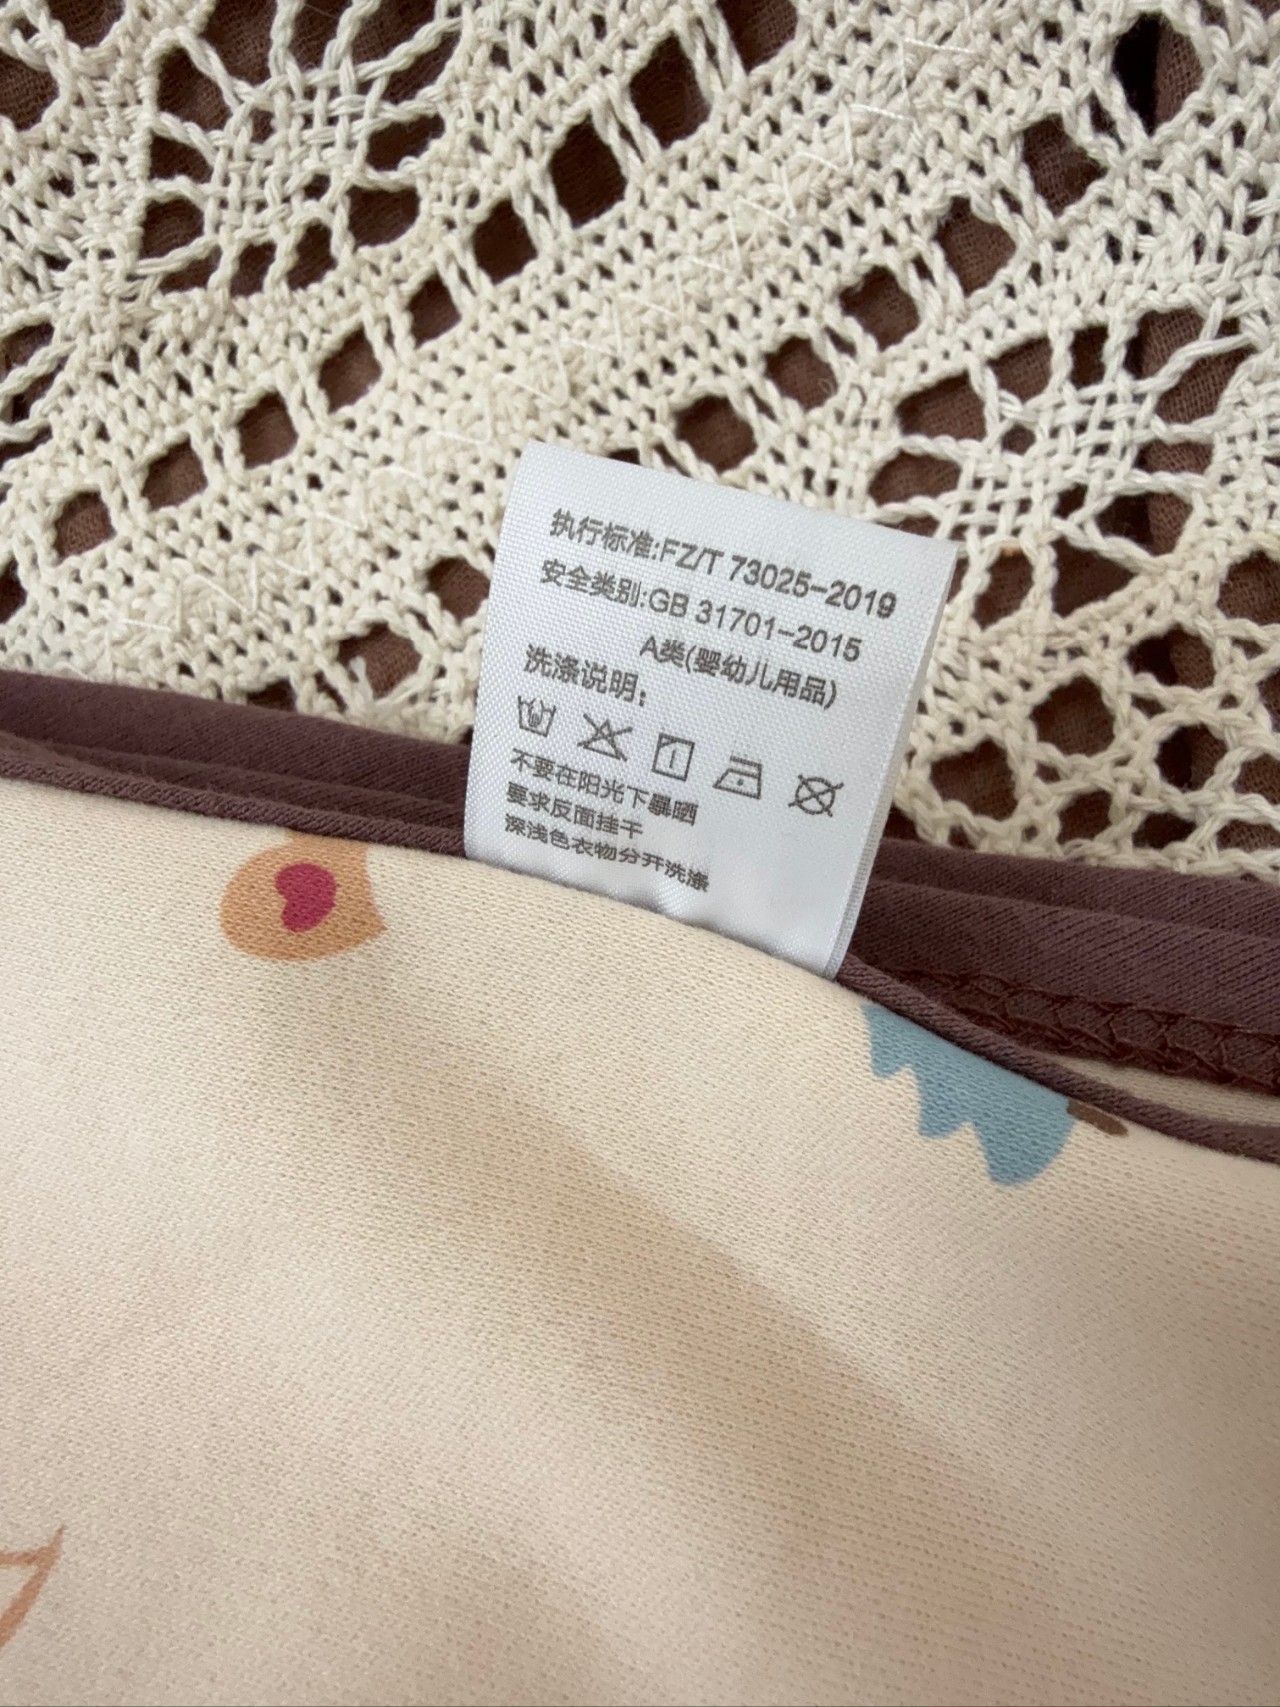 执行标准:FZ/T 73025-2019
安全类别:GB 31701-2015
A类(婴幼儿用品)
洗涤说明:
不要在阳光下暴晒
要求反面挂干
深浅色衣物分开洗涤